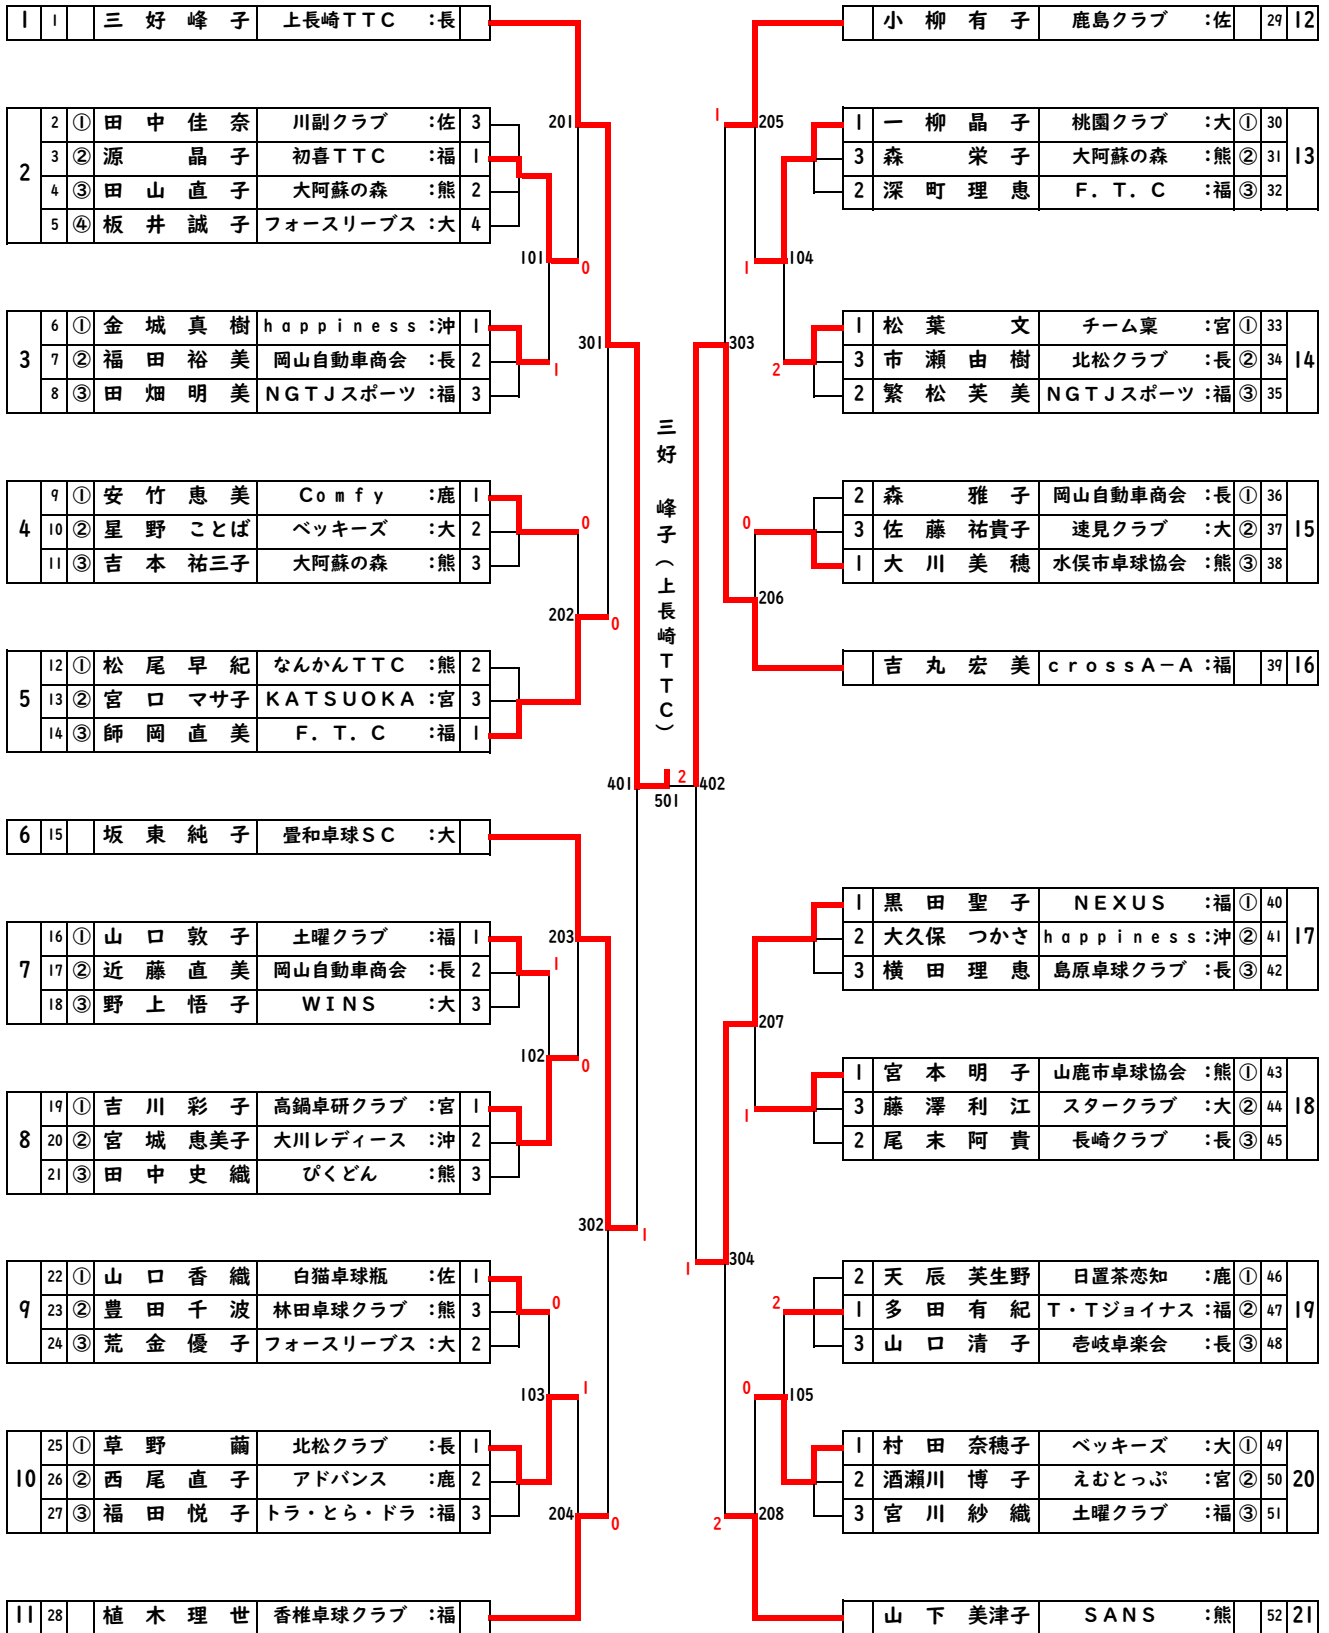 1 1 三好峰子 上長崎TTC :長
2 ① 田中佳奈 川副クラブ :佐 3
3 ② 源晶子 初喜TTC :福 1
2
4 ③ 田山直子 大阿蘇の森 :熊 2
5 ④ 板井誠子 フォースリーブス :大 4
6 ① 金城真樹 happiness :沖 1
3 7 ② 福田裕美 岡山自動車商会 :長 2
8 ③ 田畑明美 NGTJスポーツ :福 3
9 ① 安竹恵美 Comfy :鹿 1
4 10 ② 星野ことば ベッキーズ :大 2
11 ③ 吉本祐三子 大阿蘇の森 :熊 3
12 ① 松尾早紀 なんかんTTC :熊 2
5 13 ② 宮口マサ子 KATSUOKA :宮 3
14 ③ 師岡直美 F.T.C :福 1
6 15 坂東純子 畳和卓球SC :大
16 ① 山口敦子 土曜クラブ :福 1
7 17 ② 近藤直美 岡山自動車商会 :長 2
18 ③ 野上悟子 WINS :大 3
19 ① 吉川彩子 高鍋卓研クラブ :宮 1
8 20 ② 宮城恵美子 大川レディース :沖 2
21 ③ 田中史織 ぴくどん :熊 3
22 ① 山口香織 白猫卓球瓶 :佐 1
9 23 ② 豊田千波 林田卓球クラブ :熊 3
24 ③ 荒金優子 フォースリーブス :大 2
25 ① 草野繭 北松クラブ :長 1
10 26 ② 西尾直子 アドバンス :鹿 2
27 ③ 福田悦子 トラ・とら・ドラ :福 3
11 28 植木理世 香椎卓球クラブ :福
201
101
0
1
301
0
202
0
203
1
102
0
302
1
0
103
1
204
0
三好 峰子(上長崎TTC)
401
2
402
501
1
205
1
104
2
303
0
206
207
1
304
1
2
0
105
2
208
小柳有子 鹿島クラブ :佐 29 12
1 一柳晶子 桃園クラブ :大 ① 30
3 森栄子 大阿蘇の森 :熊 ② 31 13
2 深町理恵 F.T.C :福 ③ 32
1 松葉文 チーム稟 :宮 ① 33
3 市瀬由樹 北松クラブ :長 ② 34 14
2 繁松芙美 NGTJスポーツ :福 ③ 35
2 森雅子 岡山自動車商会 :長 ① 36
3 佐藤祐貴子 速見クラブ :大 ② 37 15
1 大川美穂 水俣市卓球協会 :熊 ③ 38
吉丸宏美 crossA-A :福 39 16
1 黒田聖子 NEXUS :福 ① 40
2 大久保つかさ happiness :沖 ② 41 17
3 横田理恵 島原卓球クラブ :長 ③ 42
1 宮本明子 山鹿市卓球協会 :熊 ① 43
3 藤澤利江 スタークラブ :大 ② 44 18
2 尾末阿貴 長崎クラブ :長 ③ 45
2 天辰芙生野 日置茶恋知 :鹿 ① 46
1 多田有紀 T・Tジョイナス :福 ② 47 19
3 山口清子 壱岐卓楽会 :長 ③ 48
1 村田奈穂子 ベッキーズ :大 ① 49
2 酒瀬川博子 えむとっぷ :宮 ② 50 20
3 宮川紗織 土曜クラブ :福 ③ 51
山下美津子 SANS :熊 52 21